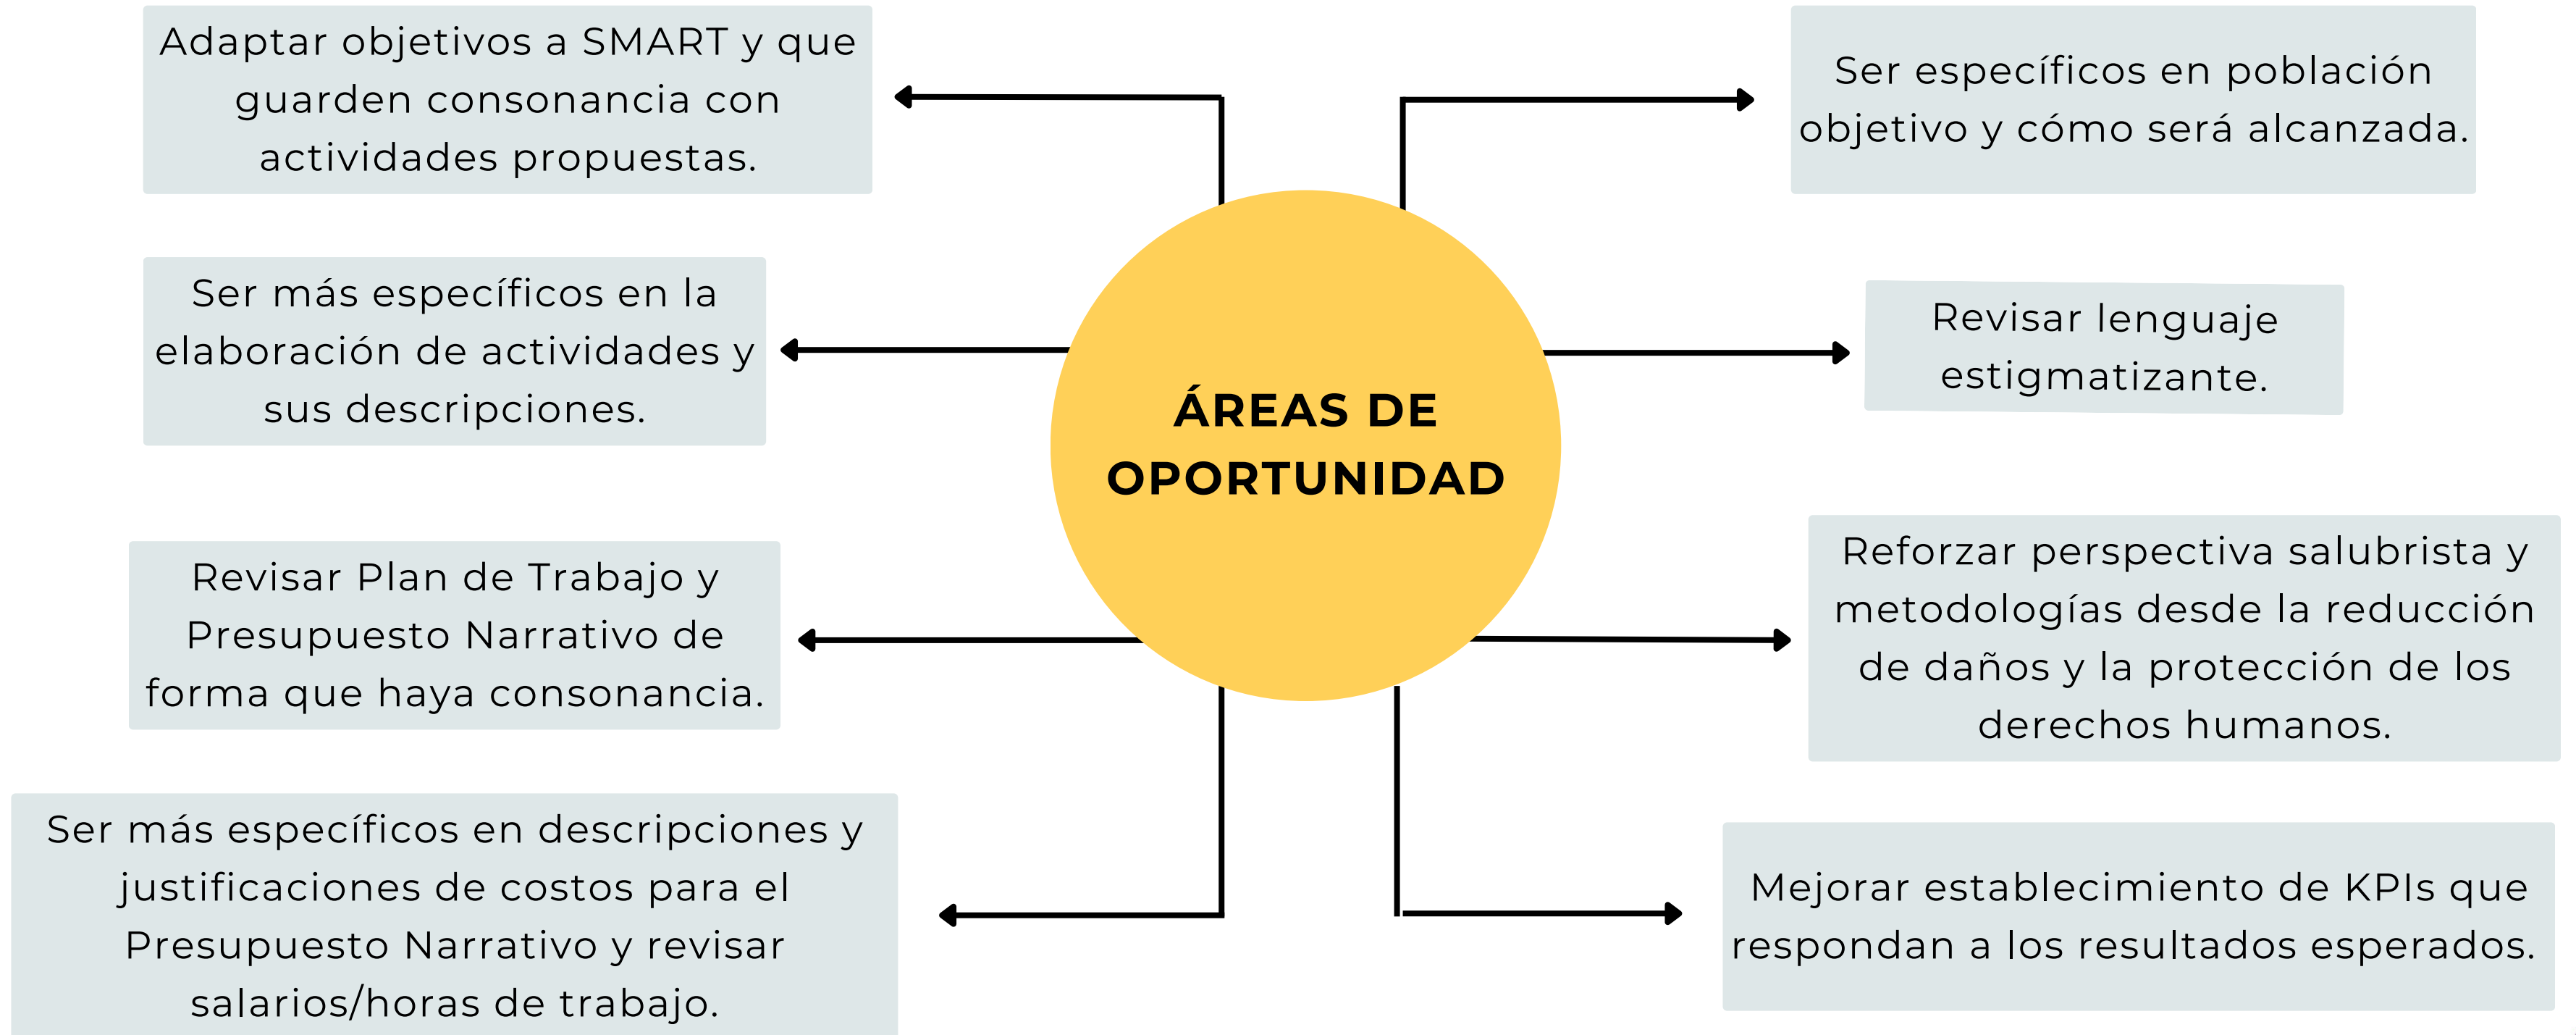 Adaptar objetivos a SMART y que
guarden consonancia con
actividades propuestas.
Ser más específicos en la
elaboración de actividades y
sus descripciones.
Revisar Plan de Trabajo y
Presupuesto Narrativo de
forma que haya consonancia.
Ser más específicos en descripciones y
justificaciones de costos para el
Presupuesto Narrativo y revisar
salarios/horas de trabajo.
ÁREAS DE
OPORTUNIDAD
Ser específicos en población
objetivo y cómo será alcanzada.
Revisar lenguaje
estigmatizante.
Reforzar perspectiva salubrista y
metodologías desde la reducción
de daños y la protección de los
derechos humanos.
Mejorar establecimiento de KPIs que
respondan a los resultados esperados.